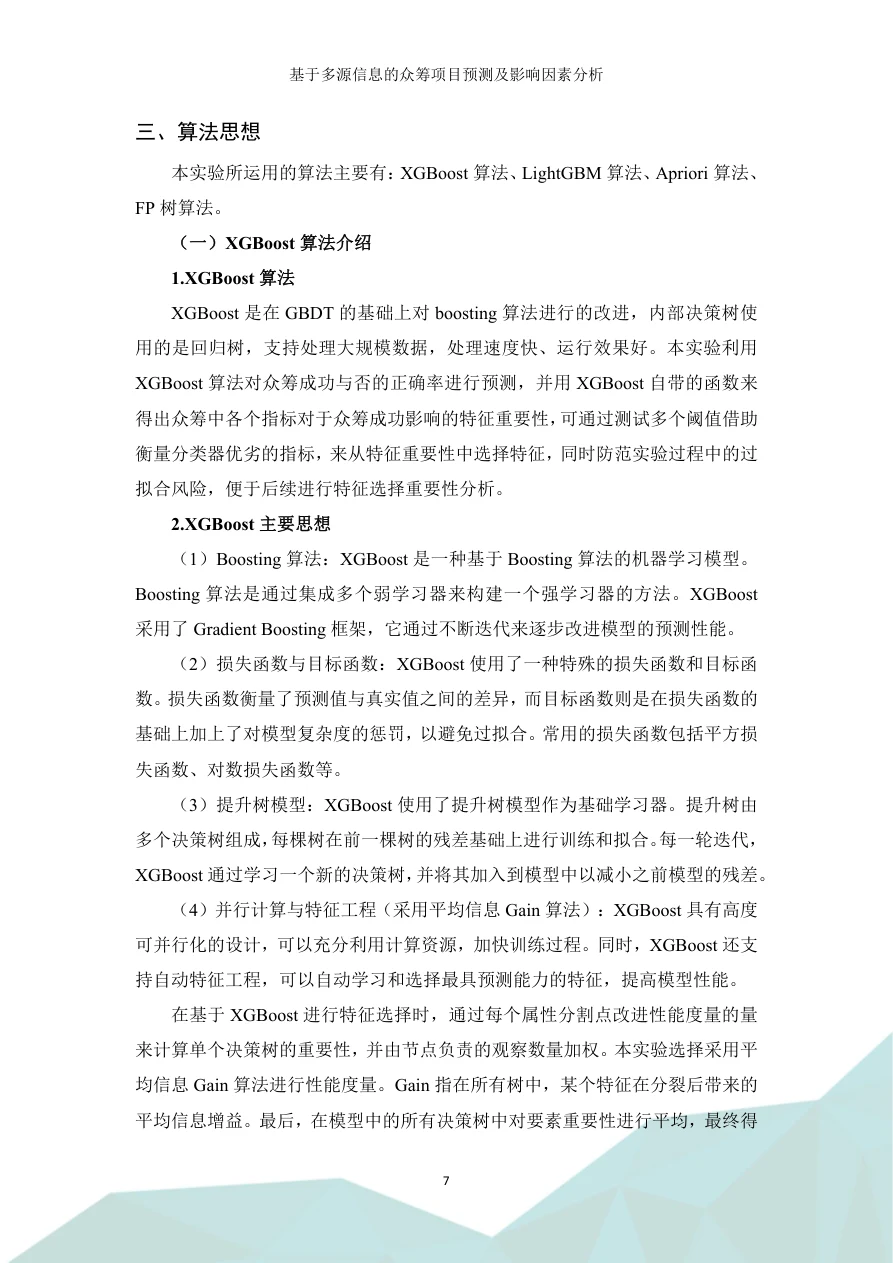 基于多源信息的众筹项目预测及影响因素分析
三、算法思想
本实验所运用的算法主要有：XGBoost 算法、LightGBM 算法、Apriori 算法、
FP 树算法。
（一）XGBoost 算法介绍
1.XGBoost 算法
XGBoost 是在 GBDT 的基础上对 boosting 算法进行的改进，内部决策树使
用的是回归树，支持处理大规模数据，处理速度快、运行效果好。本实验利用
XGBoost 算法对众筹成功与否的正确率进行预测，并用 XGBoost 自带的函数来
得出众筹中各个指标对于众筹成功影响的特征重要性，可通过测试多个阈值借助
衡量分类器优劣的指标，来从特征重要性中选择特征，同时防范实验过程中的过
拟合风险，便于后续进行特征选择重要性分析。
2.XGBoost 主要思想
（1）Boosting 算法：XGBoost 是一种基于 Boosting 算法的机器学习模型。
Boosting 算法是通过集成多个弱学习器来构建一个强学习器的方法。XGBoost
采用了 Gradient Boosting 框架，它通过不断迭代来逐步改进模型的预测性能。
（2）损失函数与目标函数：XGBoost 使用了一种特殊的损失函数和目标函
数。损失函数衡量了预测值与真实值之间的差异，而目标函数则是在损失函数的
基础上加上了对模型复杂度的惩罚，以避免过拟合。常用的损失函数包括平方损
失函数、对数损失函数等。
（3）提升树模型：XGBoost 使用了提升树模型作为基础学习器。提升树由
多个决策树组成，每棵树在前一棵树的残差基础上进行训练和拟合。每一轮迭代，
XGBoost 通过学习一个新的决策树，并将其加入到模型中以减小之前模型的残差。
（4）并行计算与特征工程（采用平均信息 Gain 算法）：XGBoost 具有高度
可并行化的设计，可以充分利用计算资源，加快训练过程。同时，XGBoost 还支
持自动特征工程，可以自动学习和选择最具预测能力的特征，提高模型性能。
在基于 XGBoost 进行特征选择时，通过每个属性分割点改进性能度量的量
来计算单个决策树的重要性，并由节点负责的观察数量加权。本实验选择采用平
均信息 Gain 算法进行性能度量。Gain 指在所有树中，某个特征在分裂后带来的
平均信息增益。最后，在模型中的所有决策树中对要素重要性进行平均，最终得
7